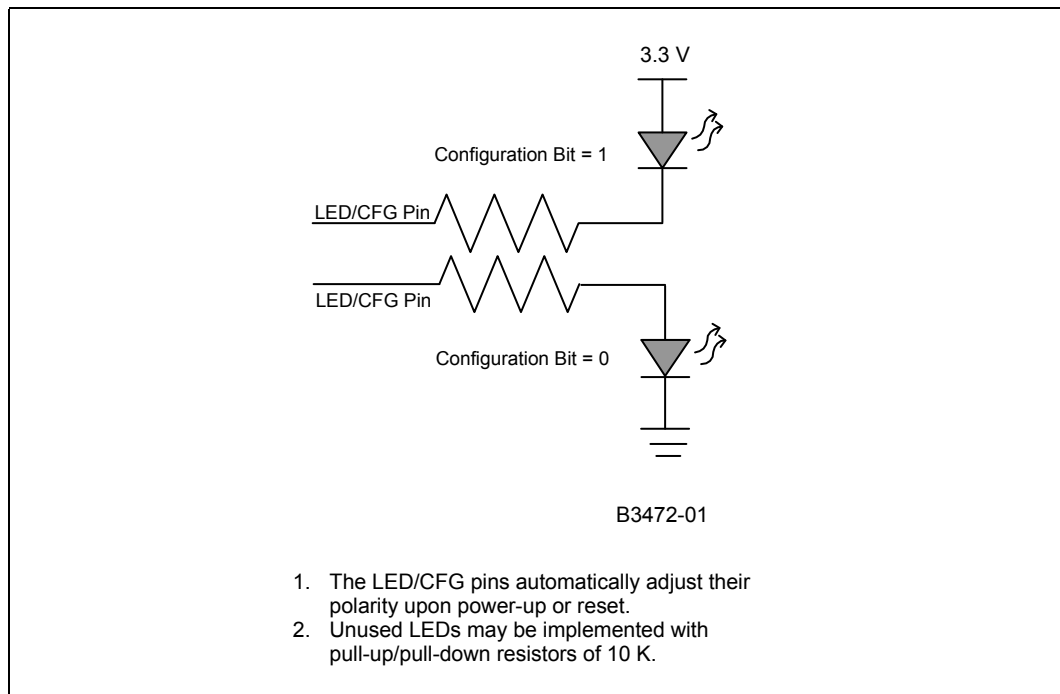 3.3 V
Configuration Bit = 1
LED/CFG Pin
LED/CFG Pin
Configuration Bit = 0
B3472-01
1. The LED/CFG pins automatically adjust their
polarity upon power-up or reset.
2. Unused LEDs may be implemented with
pull-up/pull-down resistors of 10 K.